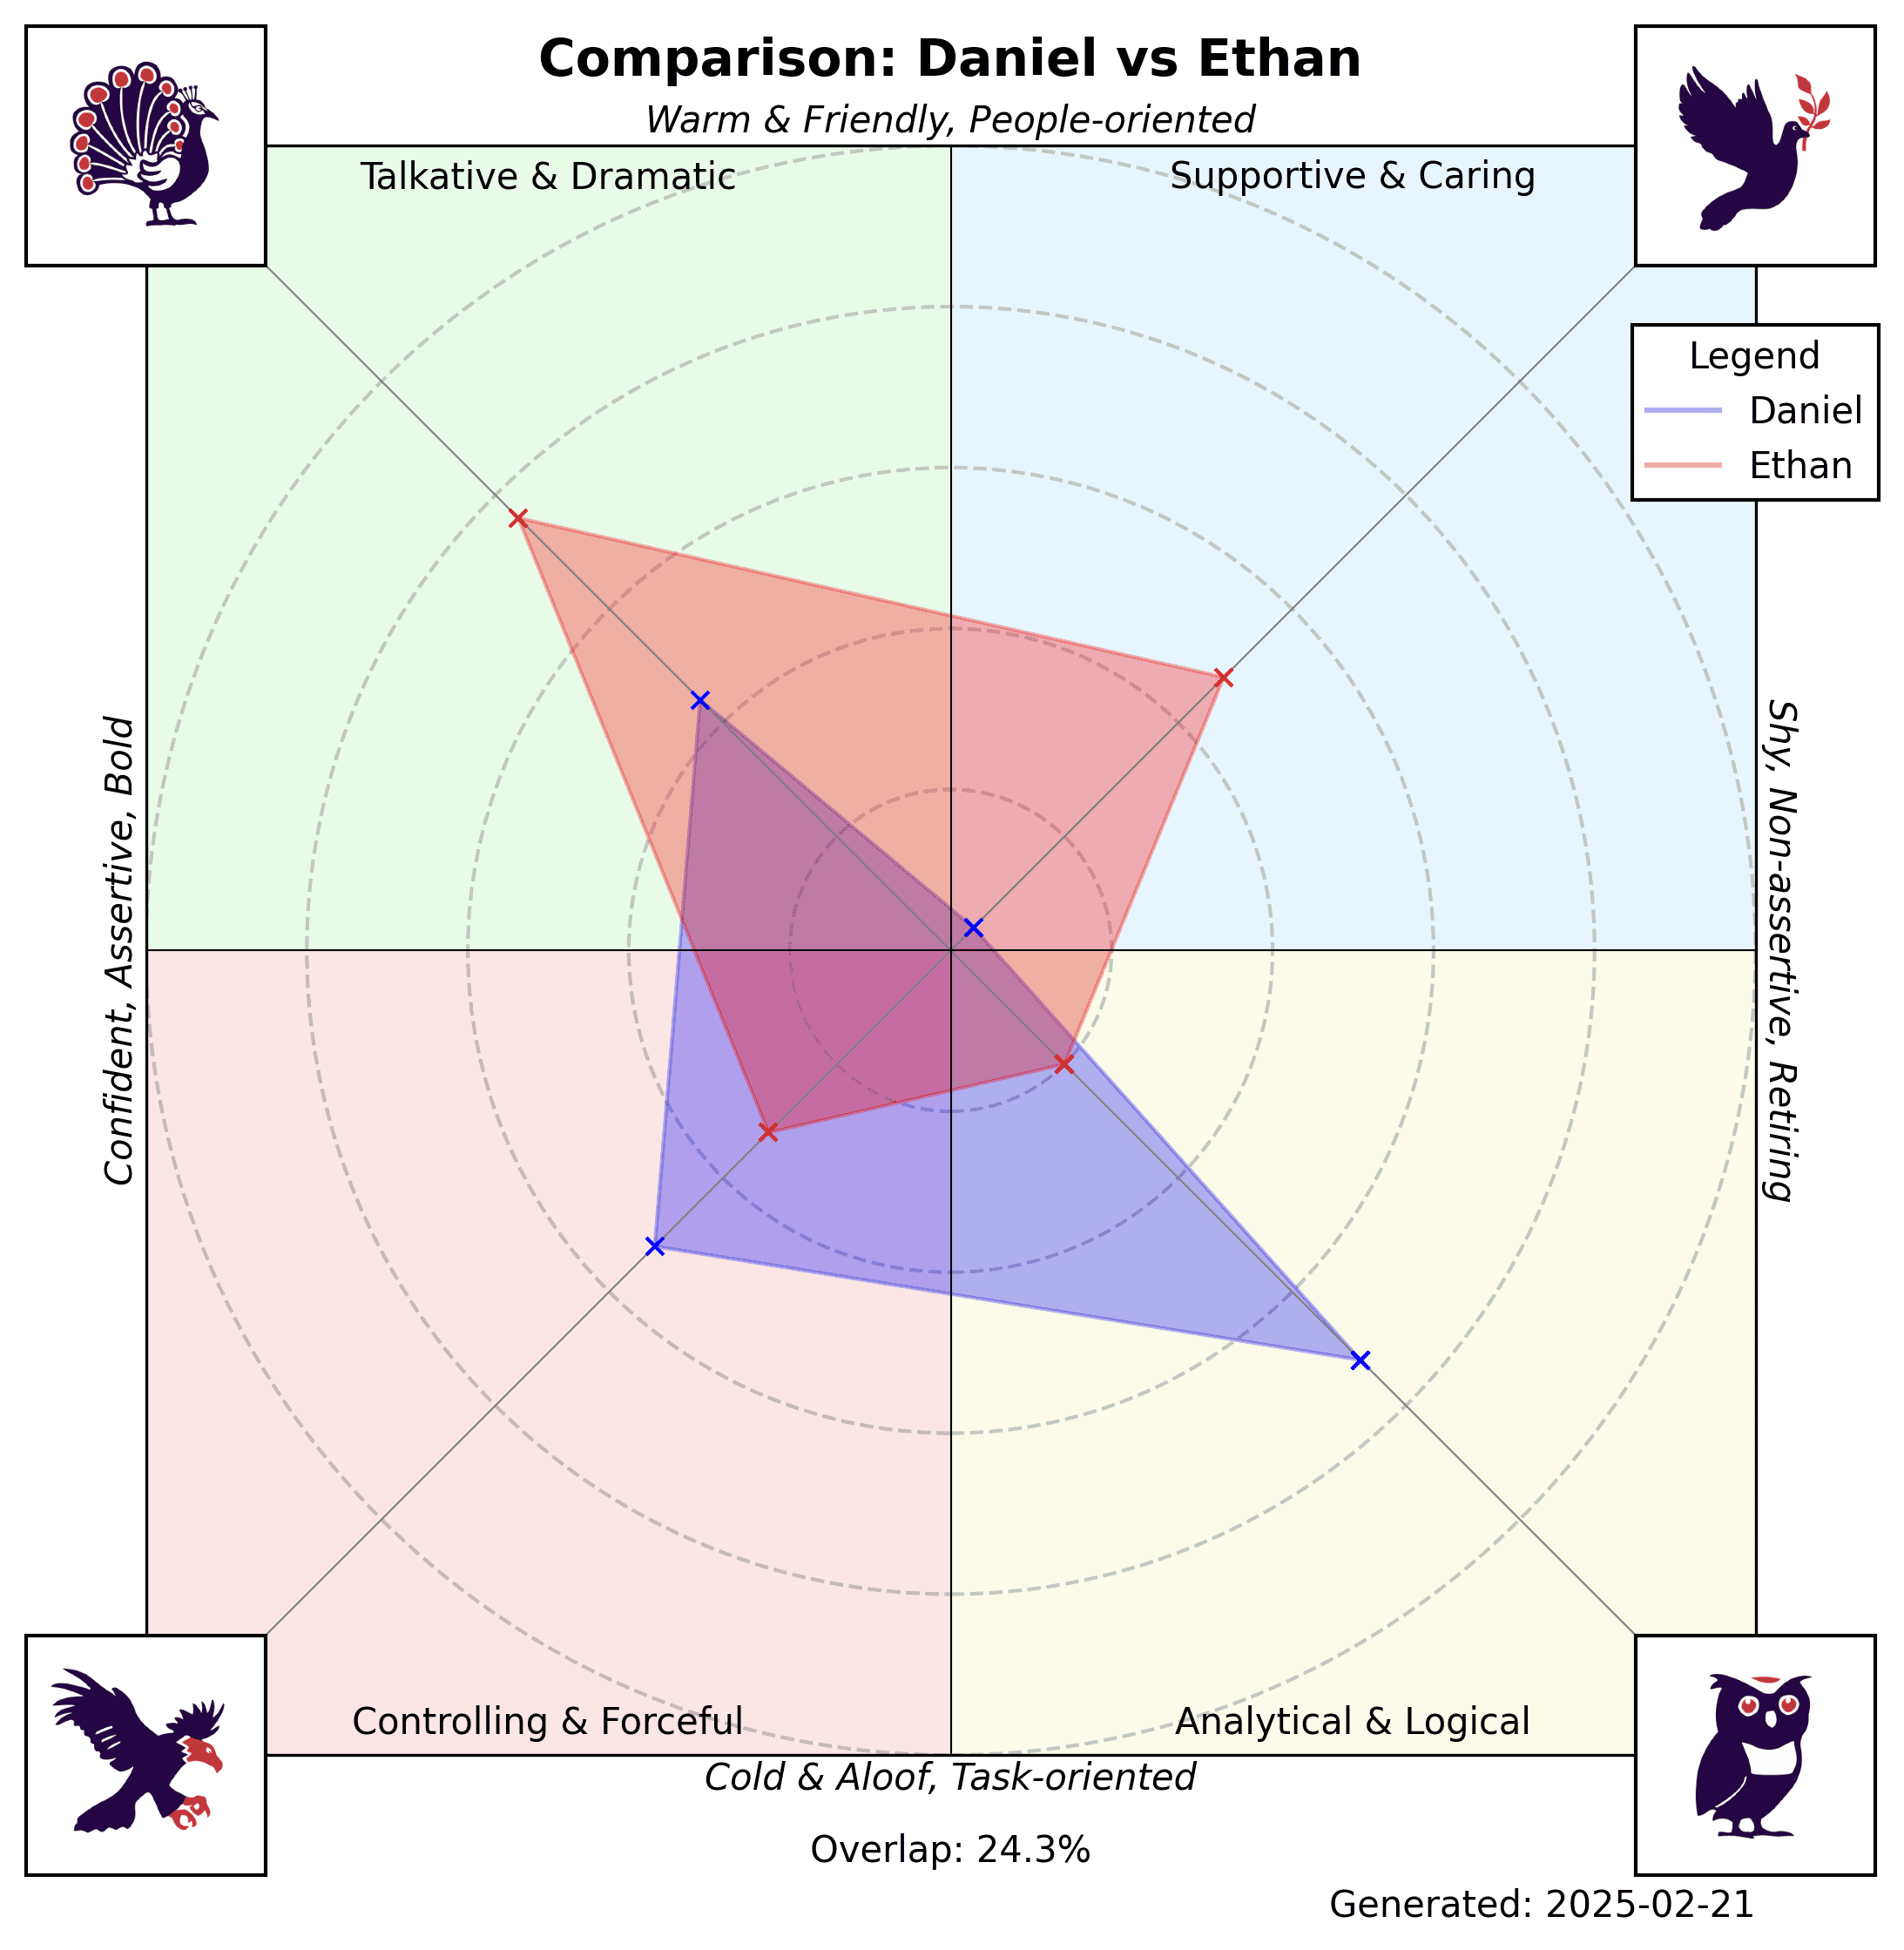 Comparison: Daniel vs Ethan
Warm & Friendly, People-oriented
Talkative & Dramatic
Supportive & Caring
Legend
Daniel
Ethan
Confident, Assertive, Bold
Shy, Non-assertive, Retiring
Controlling & Forceful
Analytical & Logical
Cold & Aloof, Task-oriented
Overlap: 24.3%
Generated: 2025-02-21